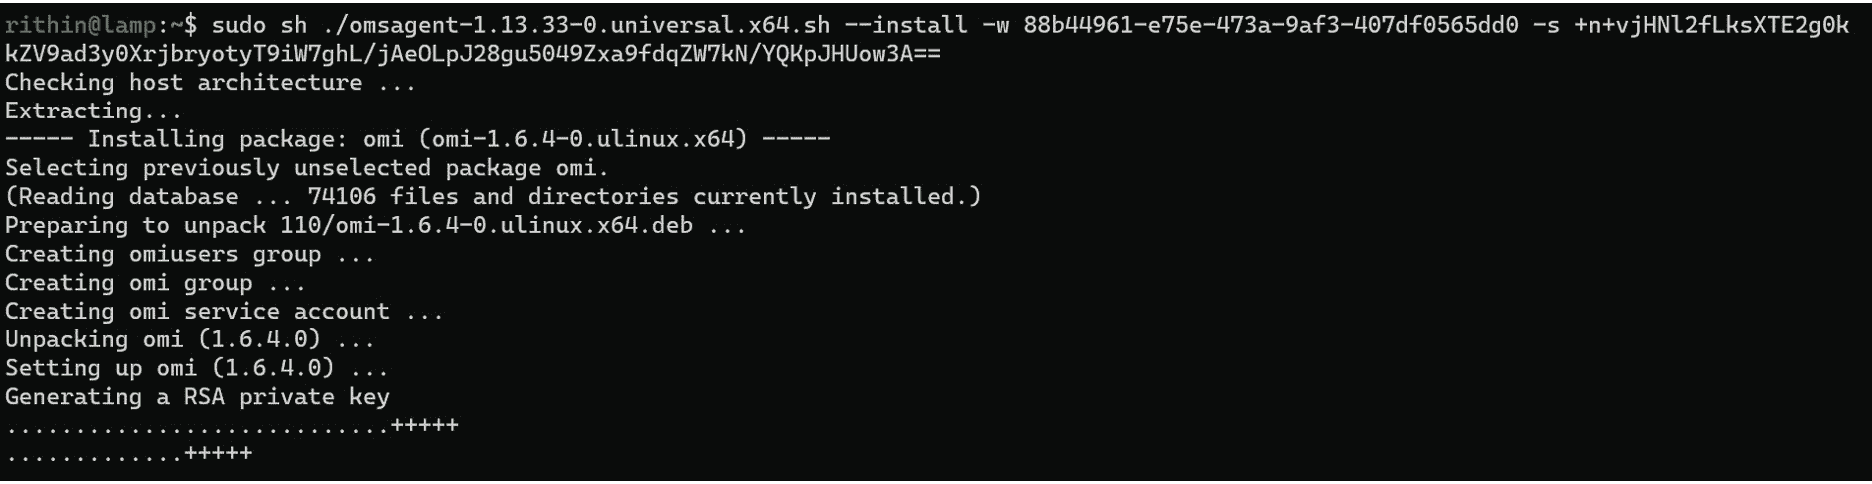 rithin@lamp:~$ sudo sh ./omsagent-1.13.33-0.universal.x64.sh --install -w 88b44961-e75e-473a-9af3-407df0565dd0 -s +n+vjHNl2fLksXTE2g0k
kZV9ad3y0XrjbryotyT9iW7ghL/jAeOLpJ28gu5049Zxa9fdqZW7kN/YQKpJHUow3A==
Checking host architecture ...
Extracting...
----- Installing package: omi (omi-1.6.4-0.ulinux.x64) -----
Selecting previously unselected package omi.
(Reading database ... 74106 files and directories currently installed.)
Preparing to unpack 110/omi-1.6.4-0.ulinux.x64.deb ...
Creating omiusers group ...
Creating omi group ...
Creating omi service account ...
Unpacking omi (1.6.4.0) ...
Setting up omi (1.6.4.0) ...
Generating a RSA private key
............................+++++
.............+++++